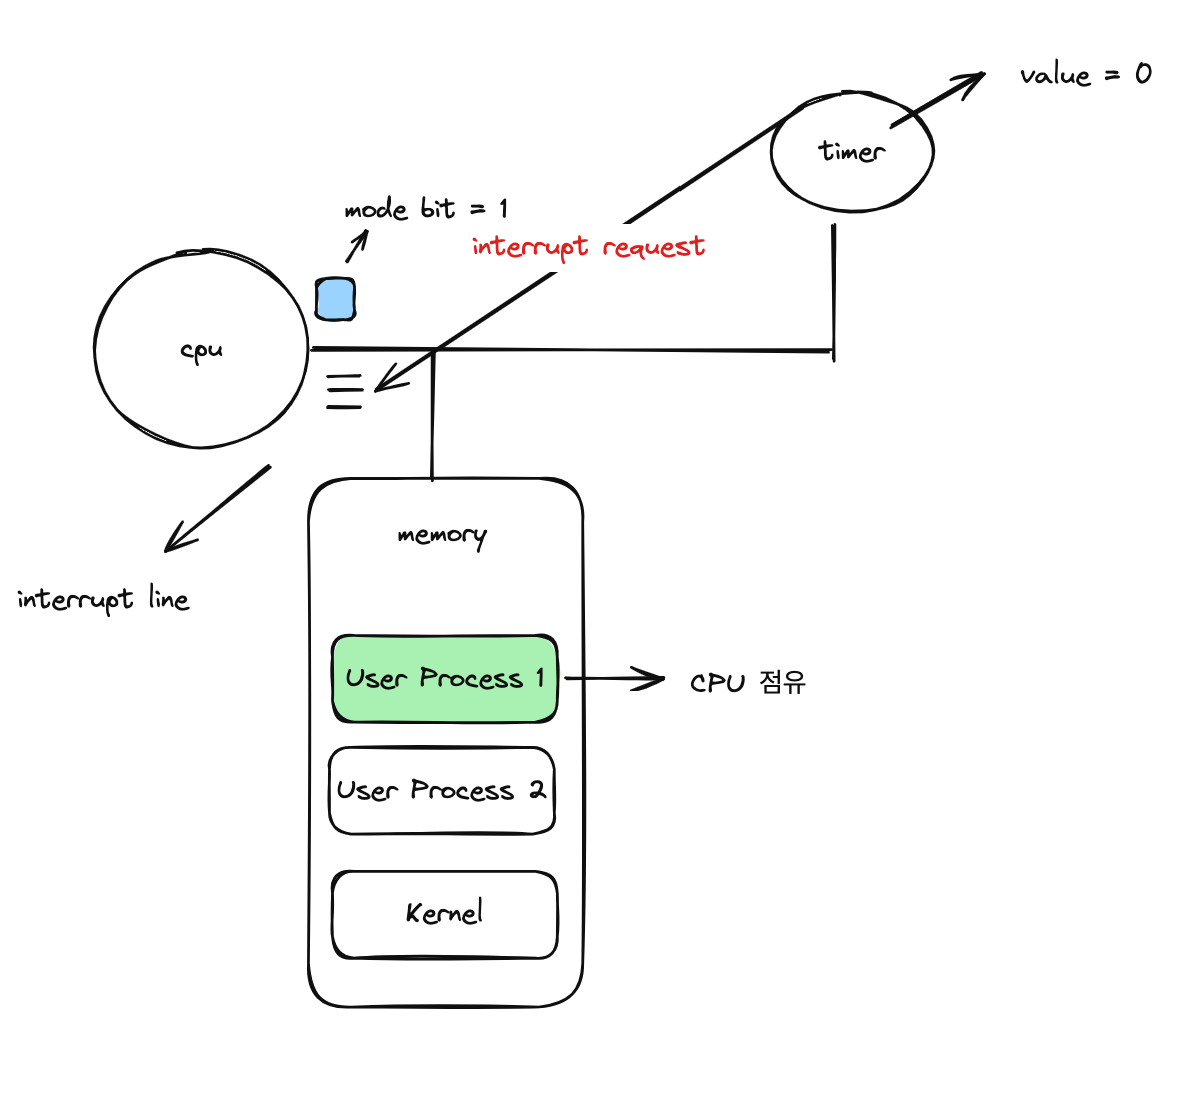 value = 0
timer
mode bit = 1
interrupt request
cpu
memory
interrupt line
User Process 1
CPU 점유
User Process 2
Kernel